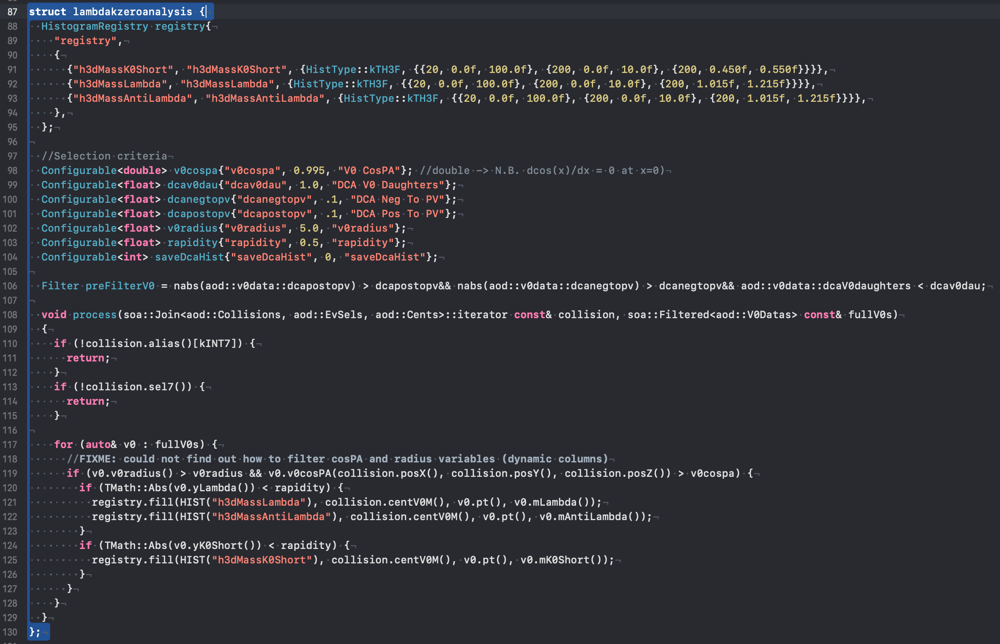 87 struct lambdakzeroanalysis {
88   HistogramRegistry registry{
89     "registry",
90     {
91       {"h3dMassK0Short", "h3dMassK0Short", {HistType::kTH3F, {{20, 0.0f, 100.0f}, {200, 0.0f, 10.0f}, {200, 0.450f, 0.550f}}}},
92       {"h3dMassLambda", "h3dMassLambda", {HistType::kTH3F, {{20, 0.0f, 100.0f}, {200, 0.0f, 10.0f}, {200, 1.015f, 1.215f}}}},
93       {"h3dMassAntiLambda", "h3dMassAntiLambda", {HistType::kTH3F, {{20, 0.0f, 100.0f}, {200, 0.0f, 10.0f}, {200, 1.015f, 1.215f}}}},
94     },
95   };
96
97   //Selection criteria
98   Configurable<double> v0cospa{"v0cospa", 0.995, "V0 CosPA"}; //double -> N.B. dcos(x)/dx = 0 at x=0)
99   Configurable<float> dcav0dau{"dcav0dau", 1.0, "DCA V0 Daughters"};
100   Configurable<float> dcanegtopv{"dcanegtopv", .1, "DCA Neg To PV"};
101   Configurable<float> dcapostopv{"dcapostopv", .1, "DCA Pos To PV"};
102   Configurable<float> v0radius{"v0radius", 5.0, "v0radius"};
103   Configurable<float> rapidity{"rapidity", 0.5, "rapidity"};
104   Configurable<int> saveDcaHist{"saveDcaHist", 0, "saveDcaHist"};
105
106   Filter preFilterV0 = nabs(aod::v0data::dcapostopv) > dcapostopv&& nabs(aod::v0data::dcanegtopv) > dcanegtopv&& aod::v0data::dcaV0daughters < dcav0dau;
107
108   void process(soa::Join<aod::Collisions, aod::EvSels, aod::Cents>::iterator const& collision, soa::Filtered<aod::V0Datas> const& fullV0s)
109   {
110     if (!collision.alias()[kINT7]) {
111       return;
112     }
113     if (!collision.sel7()) {
114       return;
115     }
116
117     for (auto& v0 : fullV0s) {
118       //FIXME: could not find out how to filter cosPA and radius variables (dynamic columns)
119       if (v0.v0radius() > v0radius && v0.v0cosPA(collision.posX(), collision.posY(), collision.posZ()) > v0cospa) {
120         if (TMath::Abs(v0.yLambda()) < rapidity) {
121           registry.fill(HIST("h3dMassLambda"), collision.centV0M(), v0.pt(), v0.mLambda());
122           registry.fill(HIST("h3dMassAntiLambda"), collision.centV0M(), v0.pt(), v0.mAntiLambda());
123         }
124         if (TMath::Abs(v0.yK0Short()) < rapidity) {
125           registry.fill(HIST("h3dMassK0Short"), collision.centV0M(), v0.pt(), v0.mK0Short());
126         }
127       }
128     }
129   }
130 };